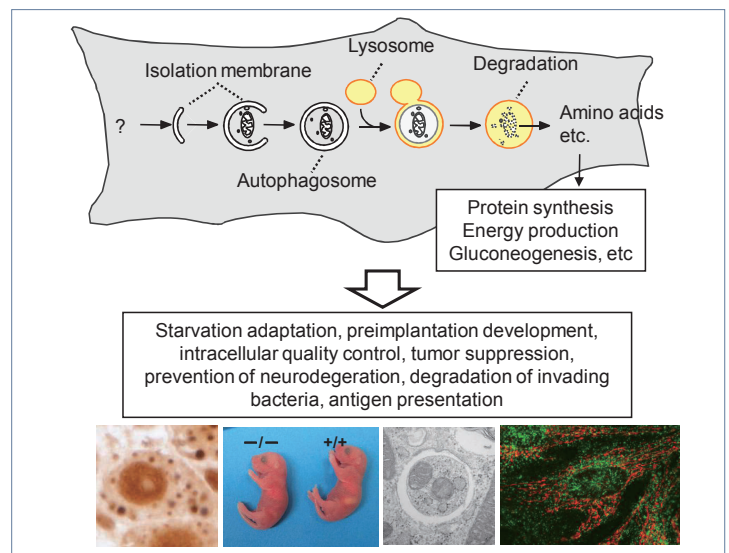 Lysosome
Isolation membrane
Degradation
?
Amino acids
etc.
Autophagosome
Protein synthesis
Energy production
Gluconeogenesis, etc
Starvation adaptation, preimplantation development,
intracellular quality control, tumor suppression,
prevention of neurodegeration, degradation of invading
bacteria, antigen presentation
–/–
+/+